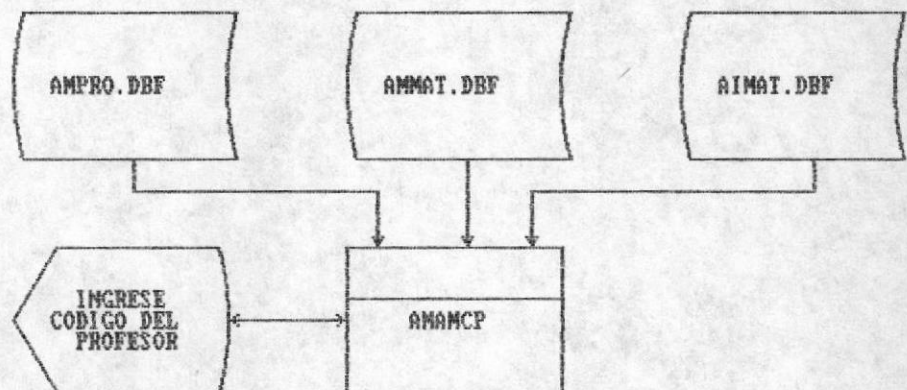 AMPRO.DBF
AMMAT.DBF
AIMAT.DBF
INGRESE
CODIGO DEL
PROFESOR
AMAMCP